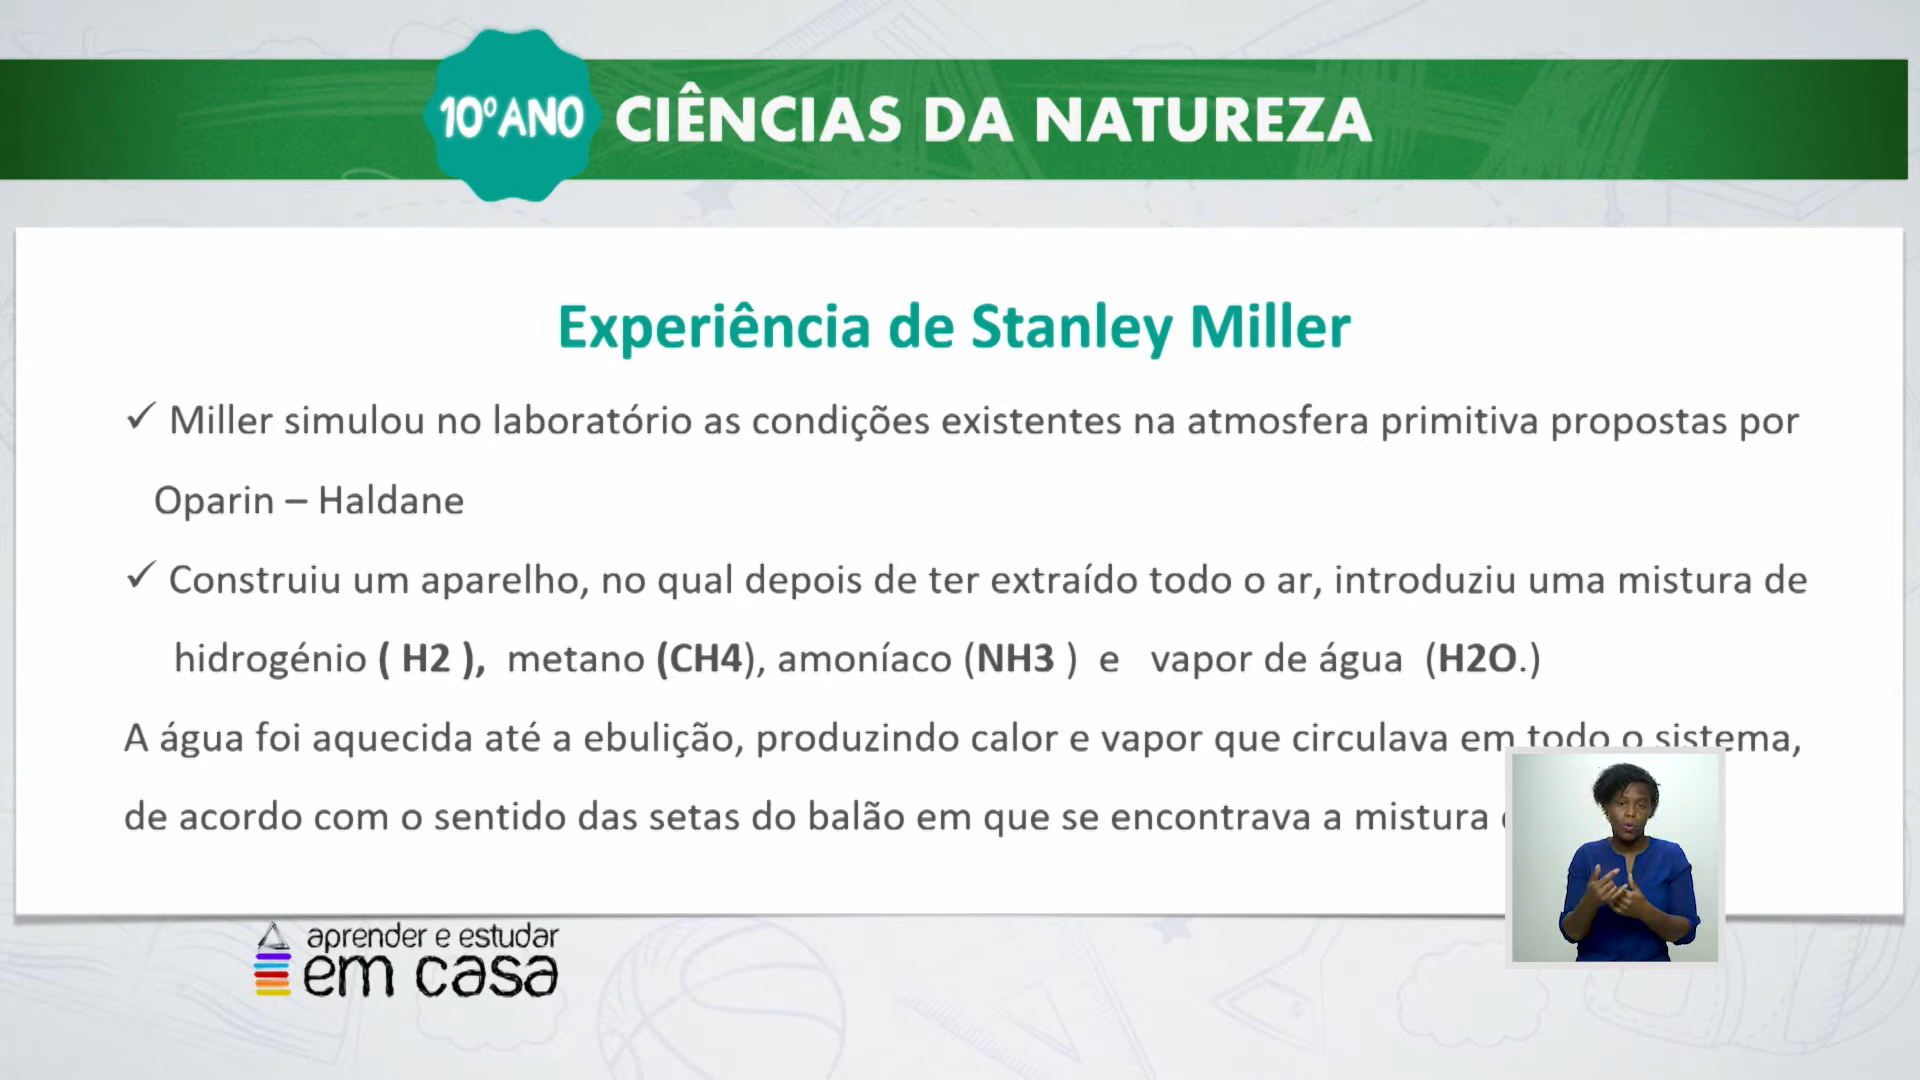 10º ANO CIÊNCIAS DA NATUREZA
Experiência de Stanley Miller
✓ Miller simulou no laboratório as condições existentes na atmosfera primitiva propostas por
Oparin – Haldane
✓ Construiu um aparelho, no qual depois de ter extraído todo o ar, introduziu uma mistura de
hidrogénio ( H2 ), metano (CH4), amoníaco (NH3 ) e vapor de água (H2O.)
A água foi aquecida até a ebulição, produzindo calor e vapor que circulava em todo o sistema,
de acordo com o sentido das setas do balão em que se encontrava a mistura
aprender e estudar
em casa